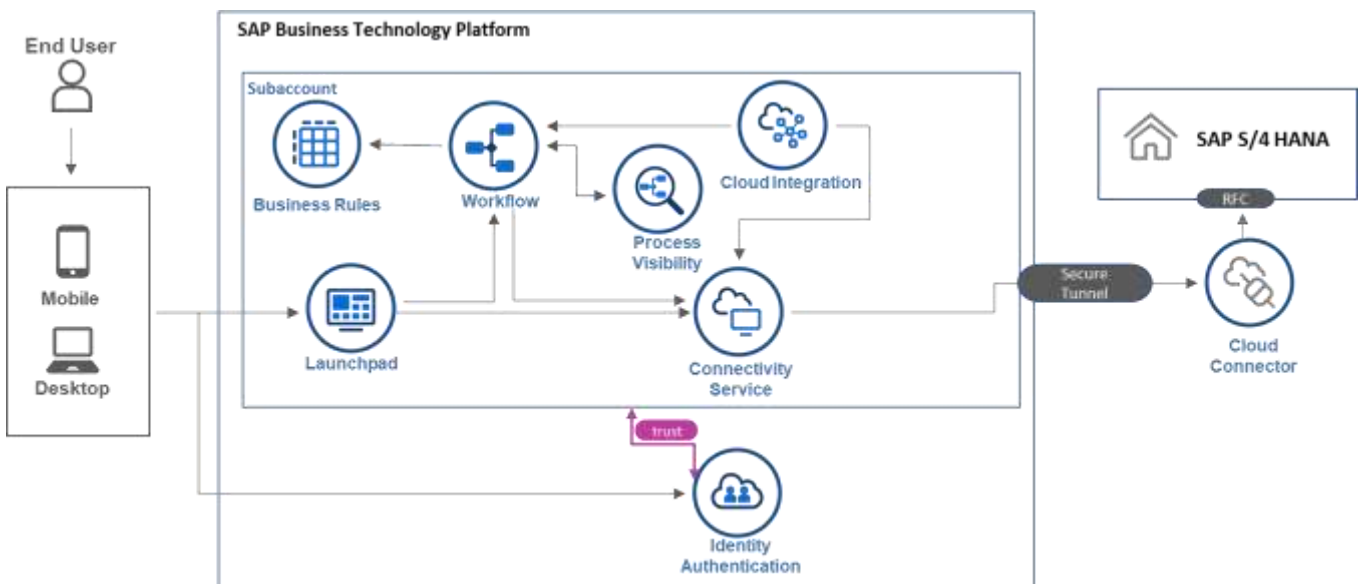 SAP Business Technology Platform
End User
Subaccount
Business Rules
Workflow
Cloud Integration
Process
Visibility
SAP S/4 HANA
RFC
Mobile
Desktop
Launchpad
Connectivity
Service
Secure
Tunnel
Cloud
Connector
trust
Identity
Authentication